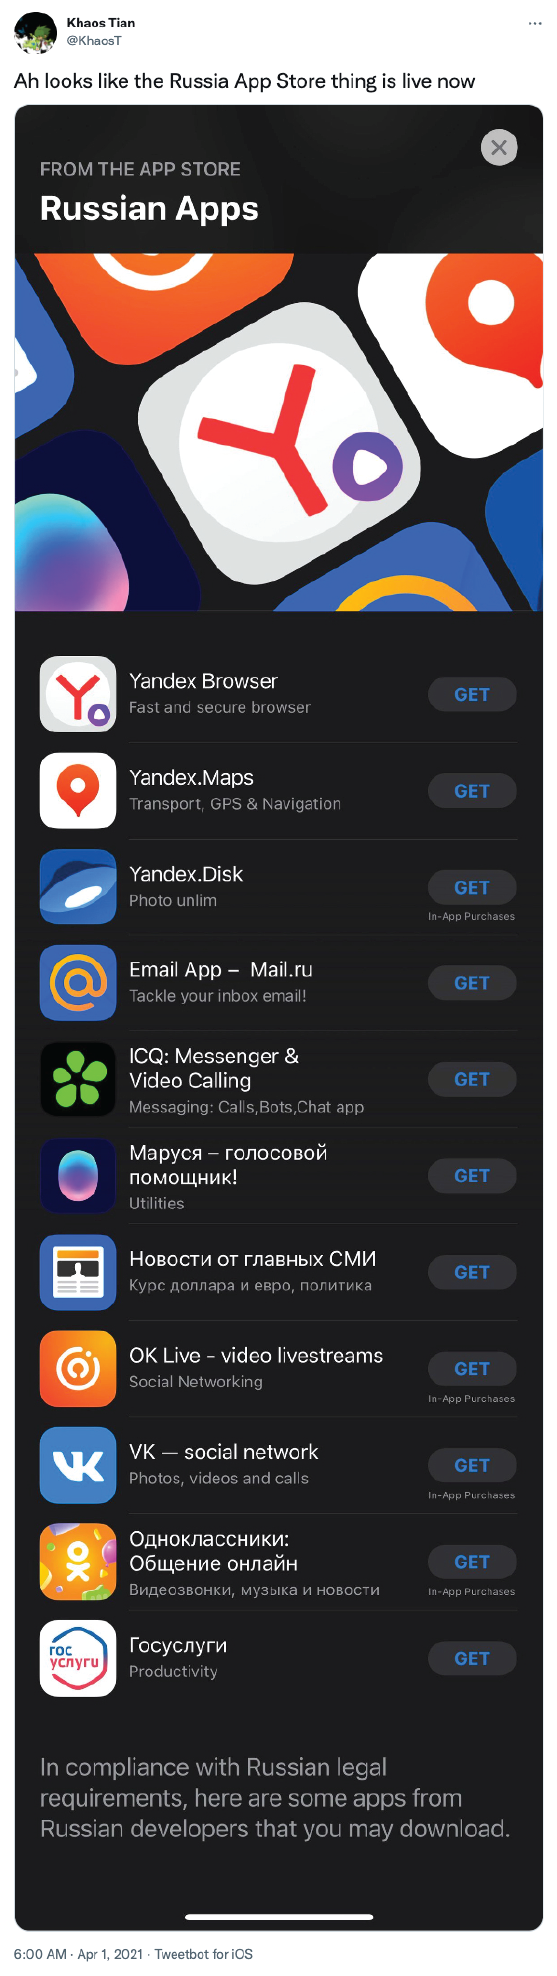 Khaos Tian
@KhaosT
Ah looks like the Russia App Store thing is live now
FROM THE APP STORE
Russian Apps
Yandex Browser
Fast and secure browser
GET
Yandex.Maps
Transport, GPS & Navigation
GET
Yandex.Disk
Photo unlim
GET
In-App Purchases
Email App – Mail.ru
Tackle your inbox email!
GET
ICQ: Messenger &
Video Calling
Messaging: Calls,Bots,Chat app
GET
Маруся – голосовой
помощник!
Utilities
GET
Новости от главных СМИ
Курс доллара и евро, политика
GET
OK Live - video livestreams
Social Networking
GET
In-App Purchases
VK — social network
Photos, videos and calls
GET
In-App Purchases
Одноклассники:
Общение онлайн
Видеозвонки, музыка и новости
GET
In-App Purchases
гос
услуги
Госуслуги
Productivity
GET
In compliance with Russian legal
requirements, here are some apps from
Russian developers that you may download.
6:00 AM · Apr 1, 2021 · Tweetbot for iOS